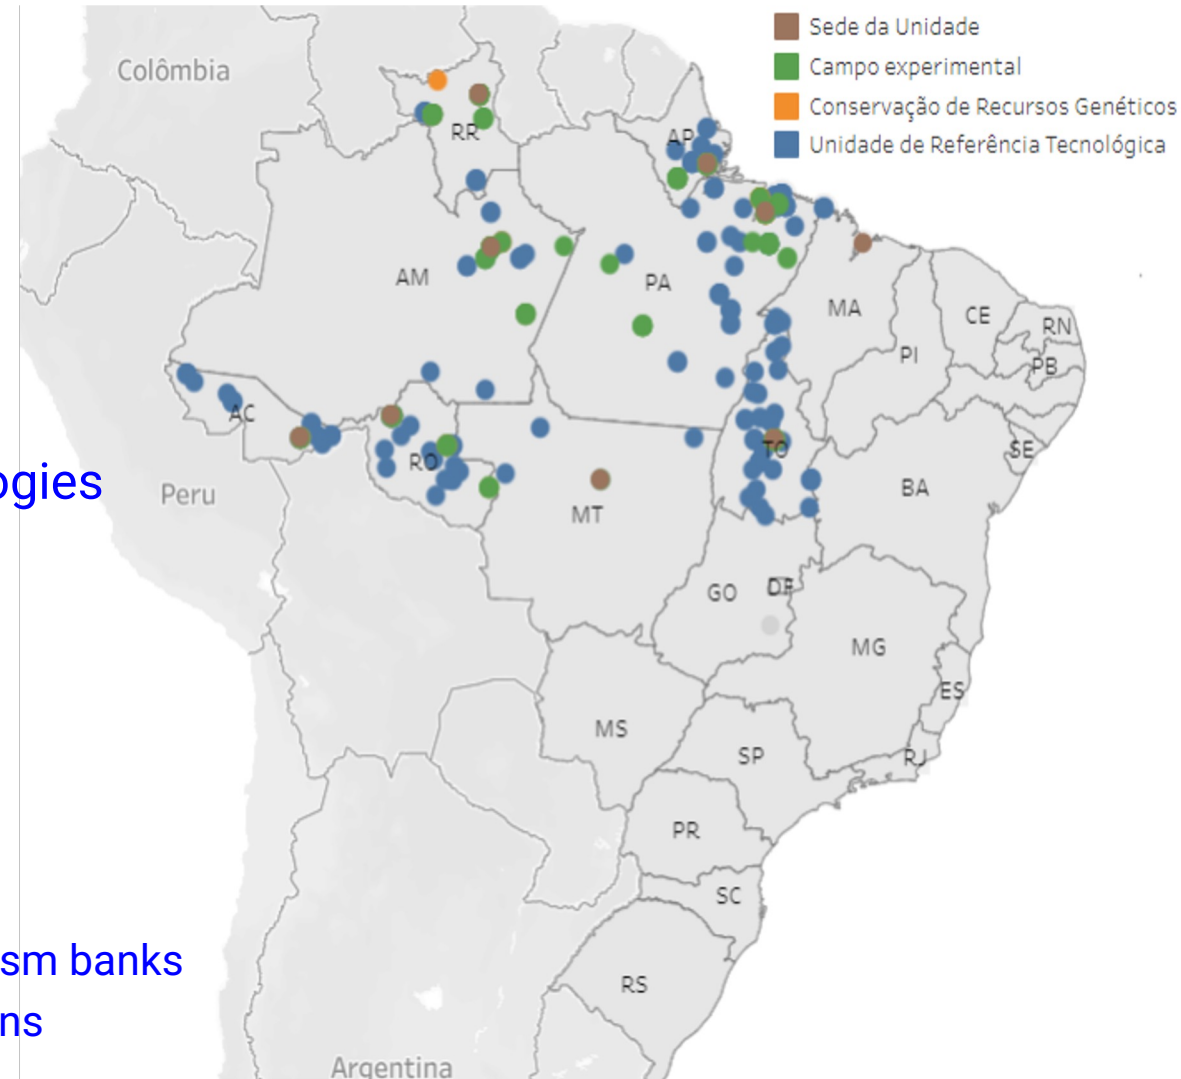 Sede da Unidade
Campo experimental
Conservação de Recursos Genéticos
Unidade de Referência Tecnológica
Colômbia
RR
AP
AM
PA
MA
CE
RN
PI
PB
AC
SE
TO
RO
ogies
Peru
BA
MT
GO
DF
MG
ES
MS
SP
RJ
PR
SC
sm banks
RS
ns
Argentina